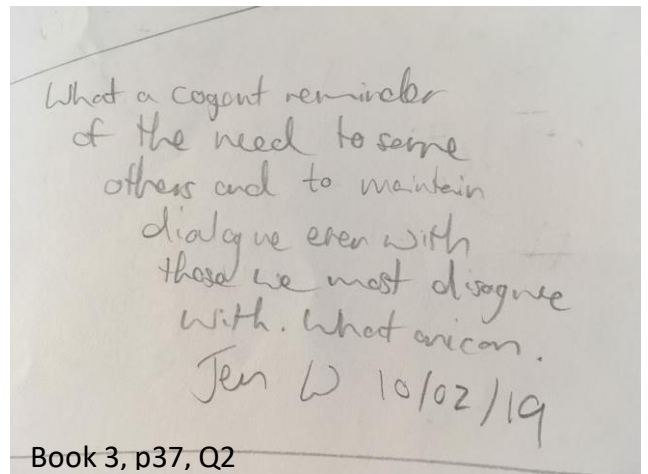 What a cogent reminder
of the need to serve
others and to maintain
dialogue even with
those we most disagree
with. What an icon.
Jen W 10/02/19
Book 3, p37, Q2